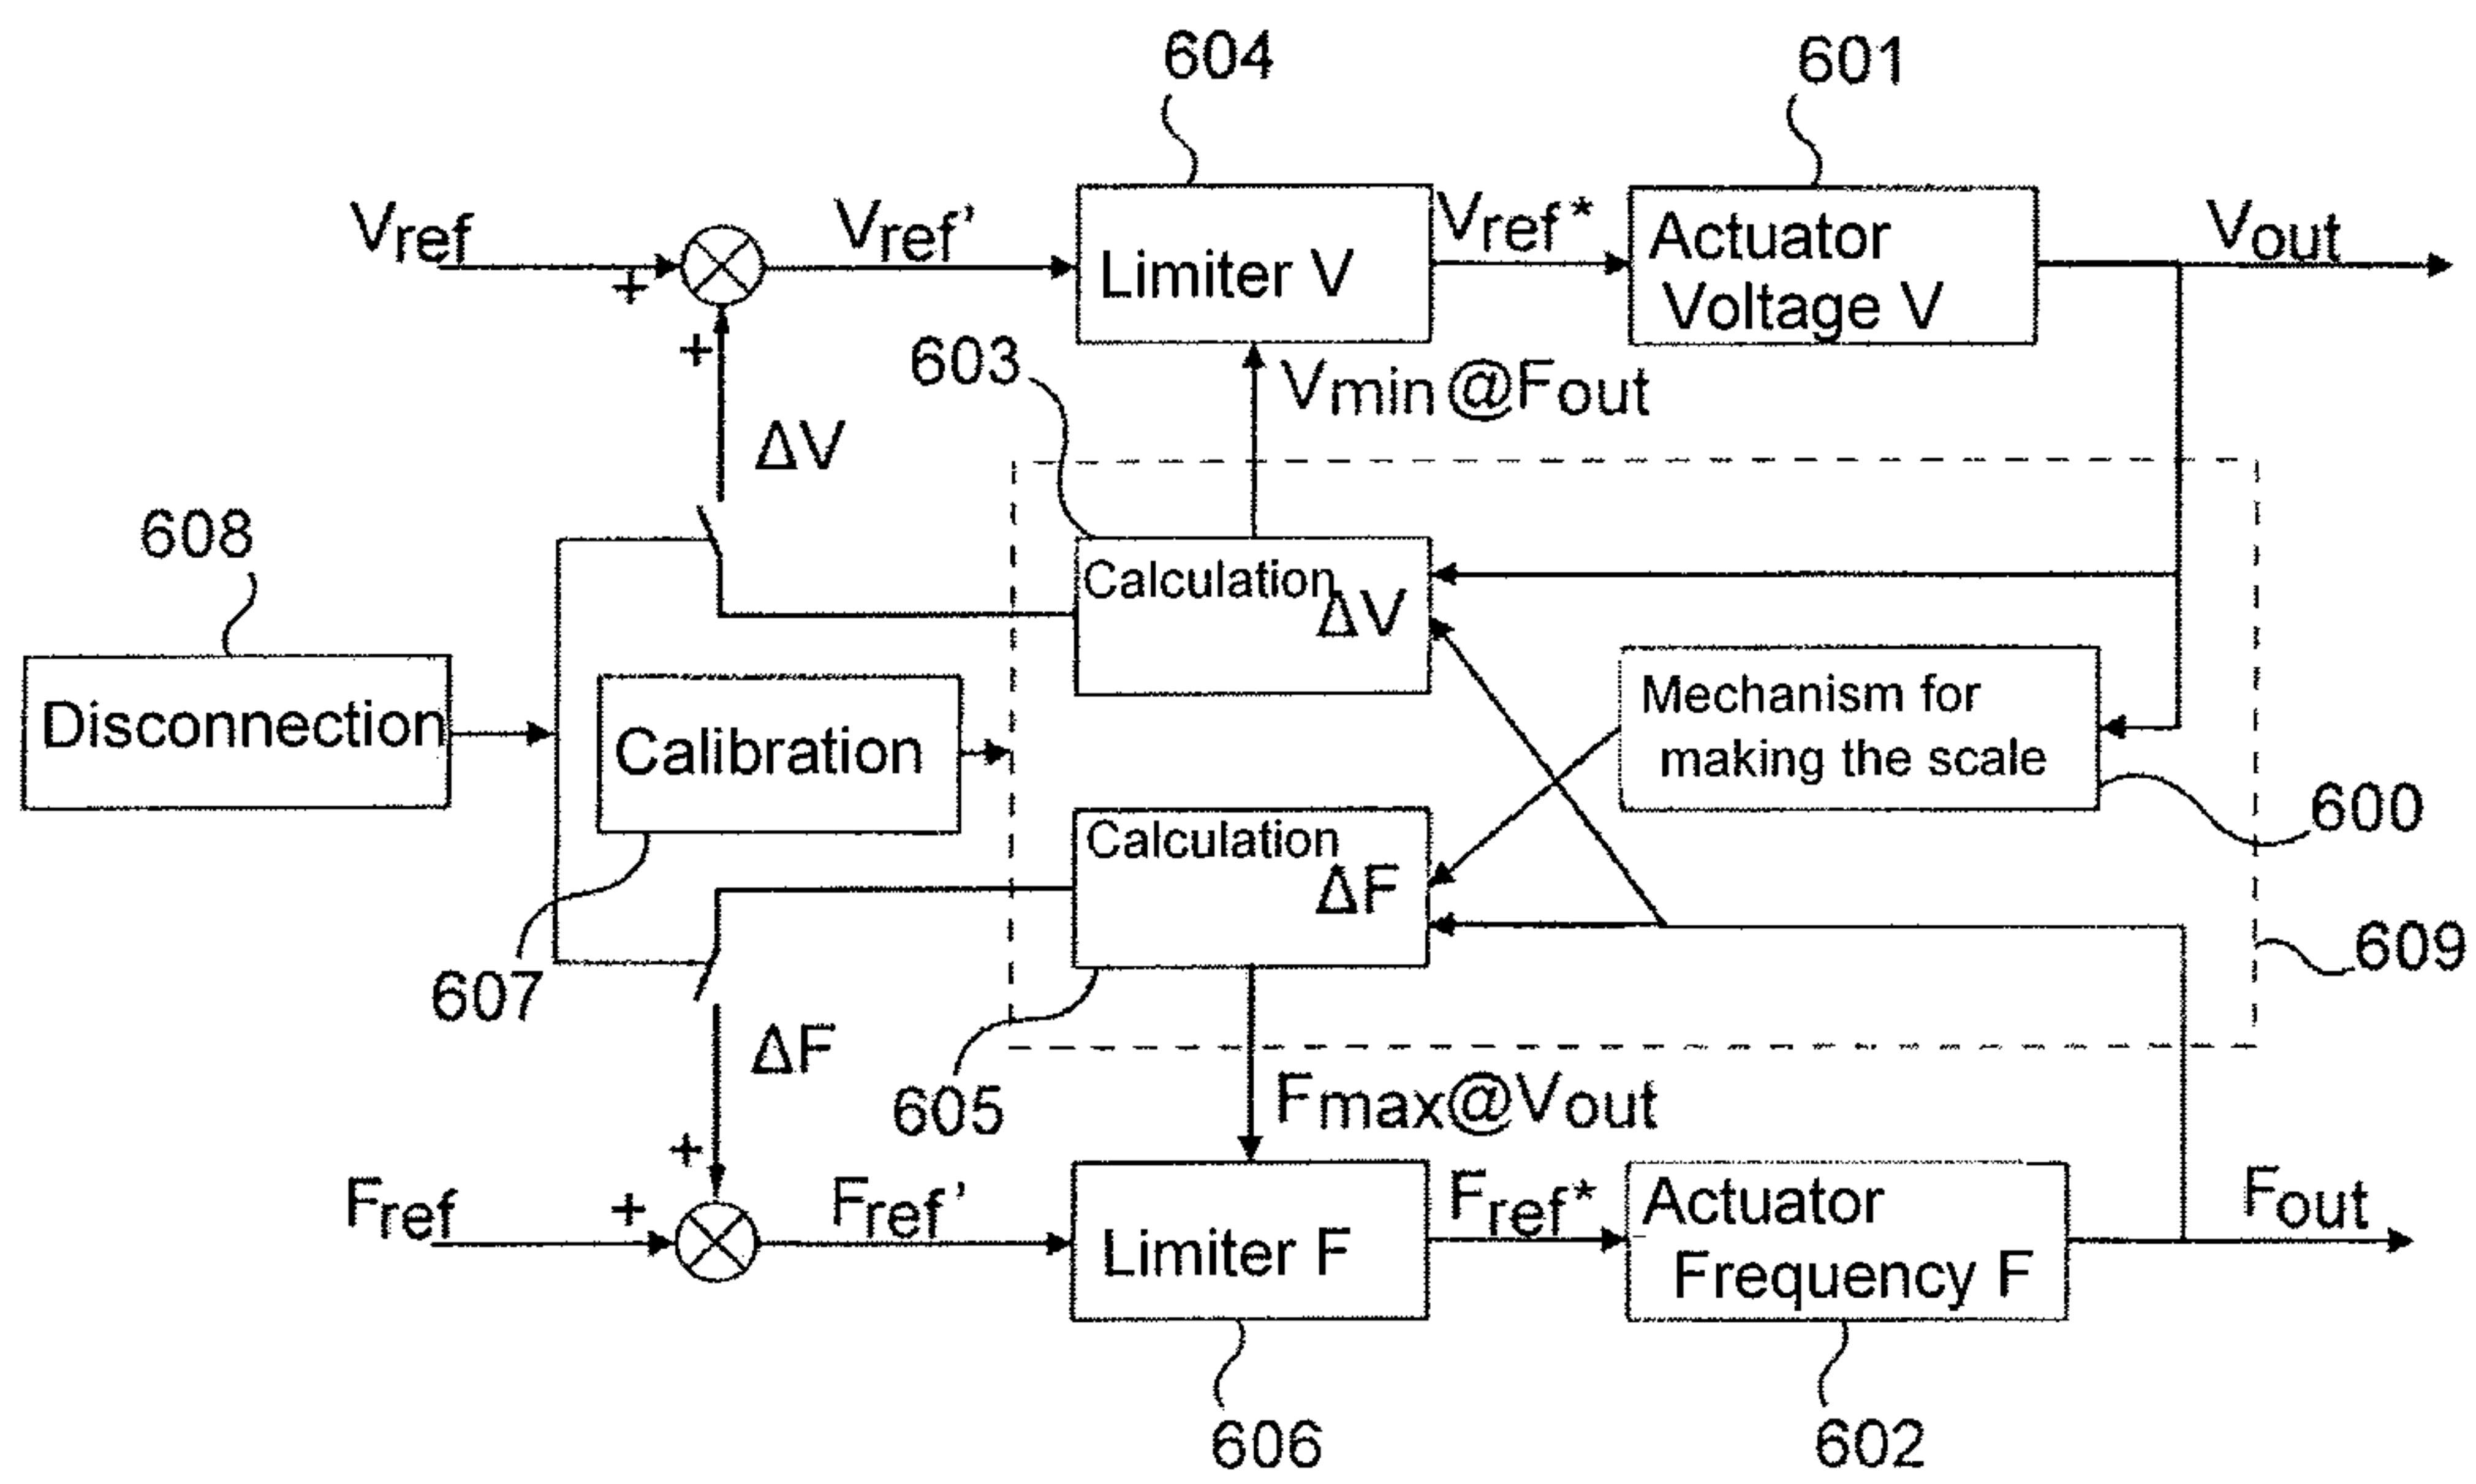 604
601
Vref
Vref’
Limiter V
Vref*
Actuator
Voltage V
Vout
+
+
603
Vmin@Fout
ΔV
608
Calculation
ΔV
Disconnection
Calibration
Mechanism for
making the scale
600
Calculation
ΔF
607
609
ΔF
605
Fmax@Vout
+
Fref
+
Fref’
Limiter F
Fref*
Actuator
Frequency F
Fout
606
602